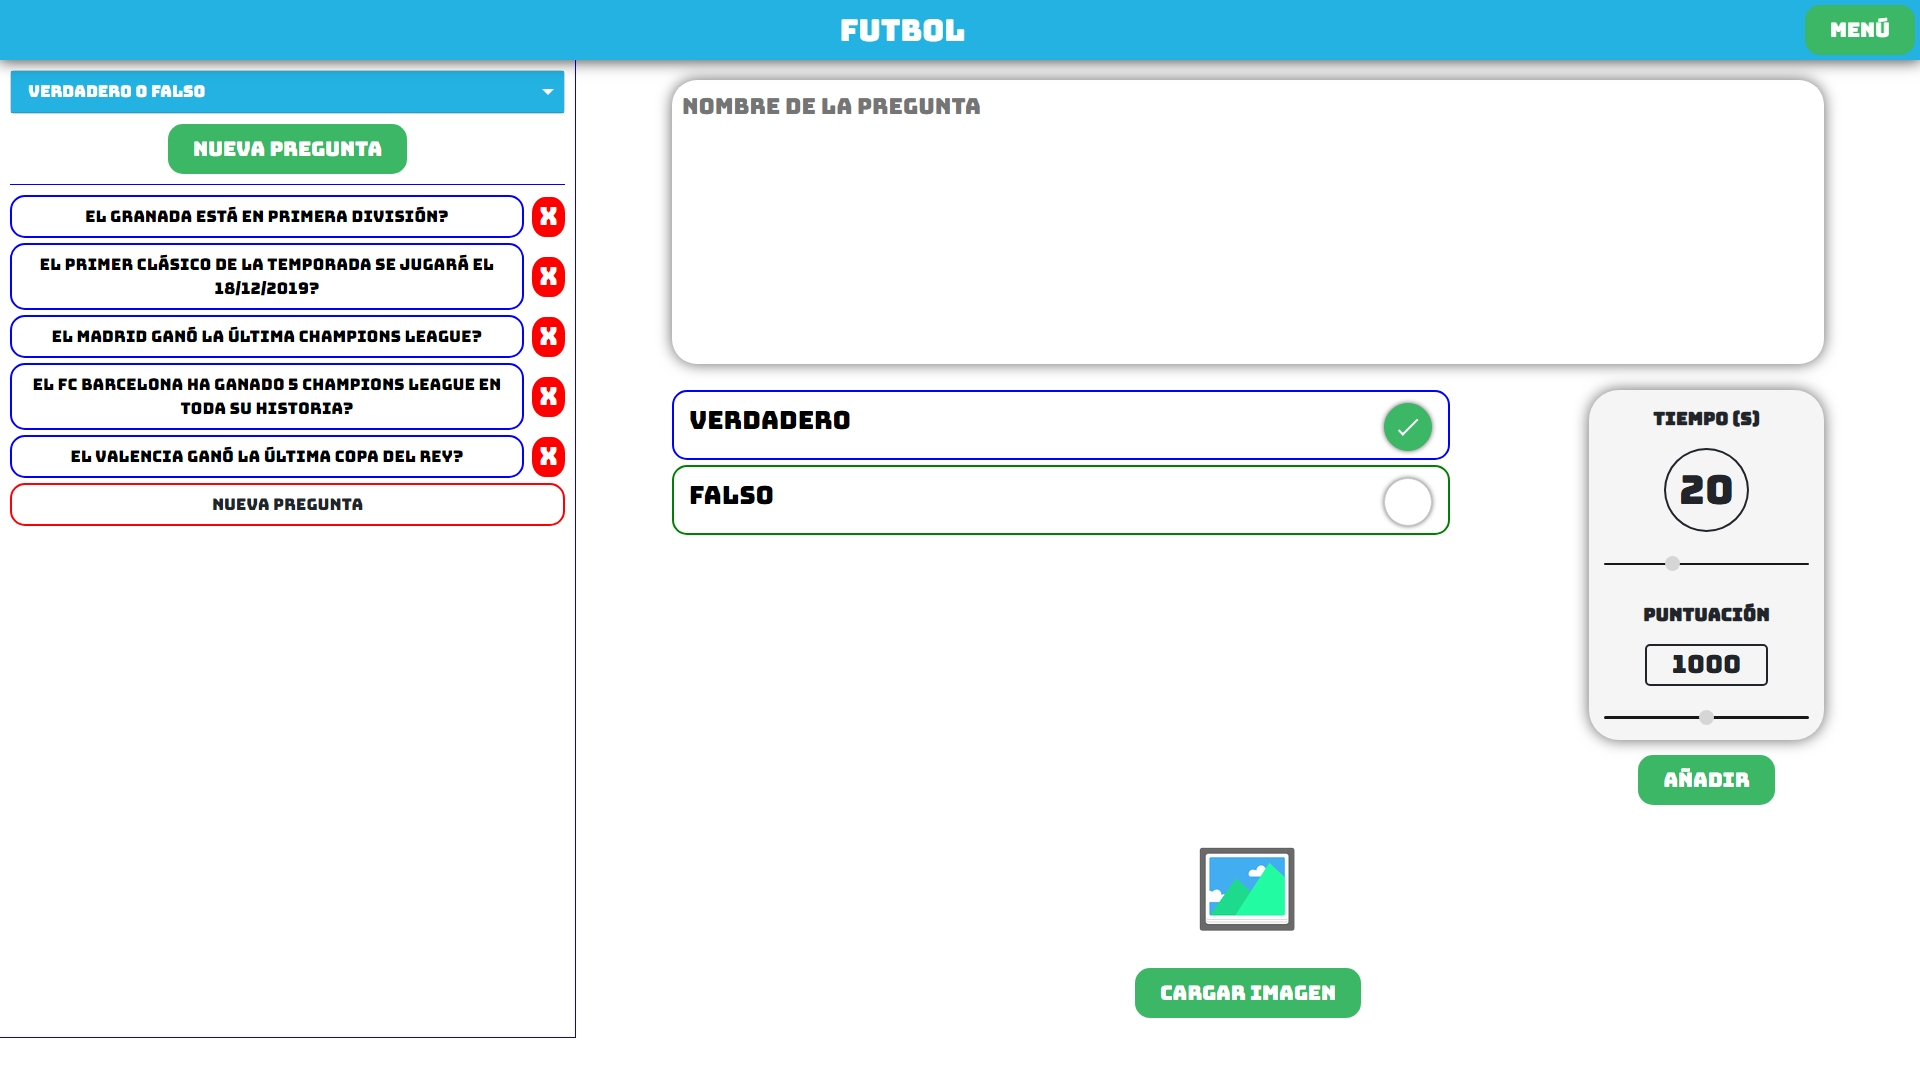 FUTBOL
MENÚ
VERDADERO O FALSO
NUEVA PREGUNTA
EL GRANADA ESTÁ EN PRIMERA DIVISIÓN?
X
EL PRIMER CLÁSICO DE LA TEMPORADA SE JUGARÁ EL
18/12/2019?
X
EL MADRID GANÓ LA ÚLTIMA CHAMPIONS LEAGUE?
X
EL FC BARCELONA HA GANADO 5 CHAMPIONS LEAGUE EN
TODA SU HISTORIA?
X
EL VALENCIA GANÓ LA ÚLTIMA COPA DEL REY?
X
NUEVA PREGUNTA
NOMBRE DE LA PREGUNTA
VERDADERO
FALSO
TIEMPO (S)
20
PUNTUACIÓN
1000
AÑADIR
CARGAR IMAGEN